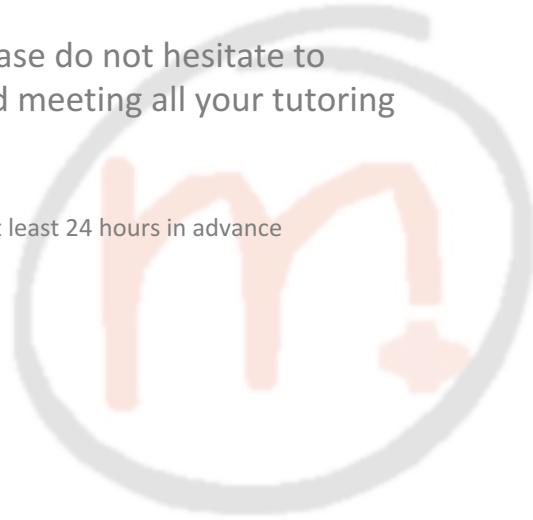 ase do not hesitate to
d meeting all your tutoring
t least 24 hours in advance
m